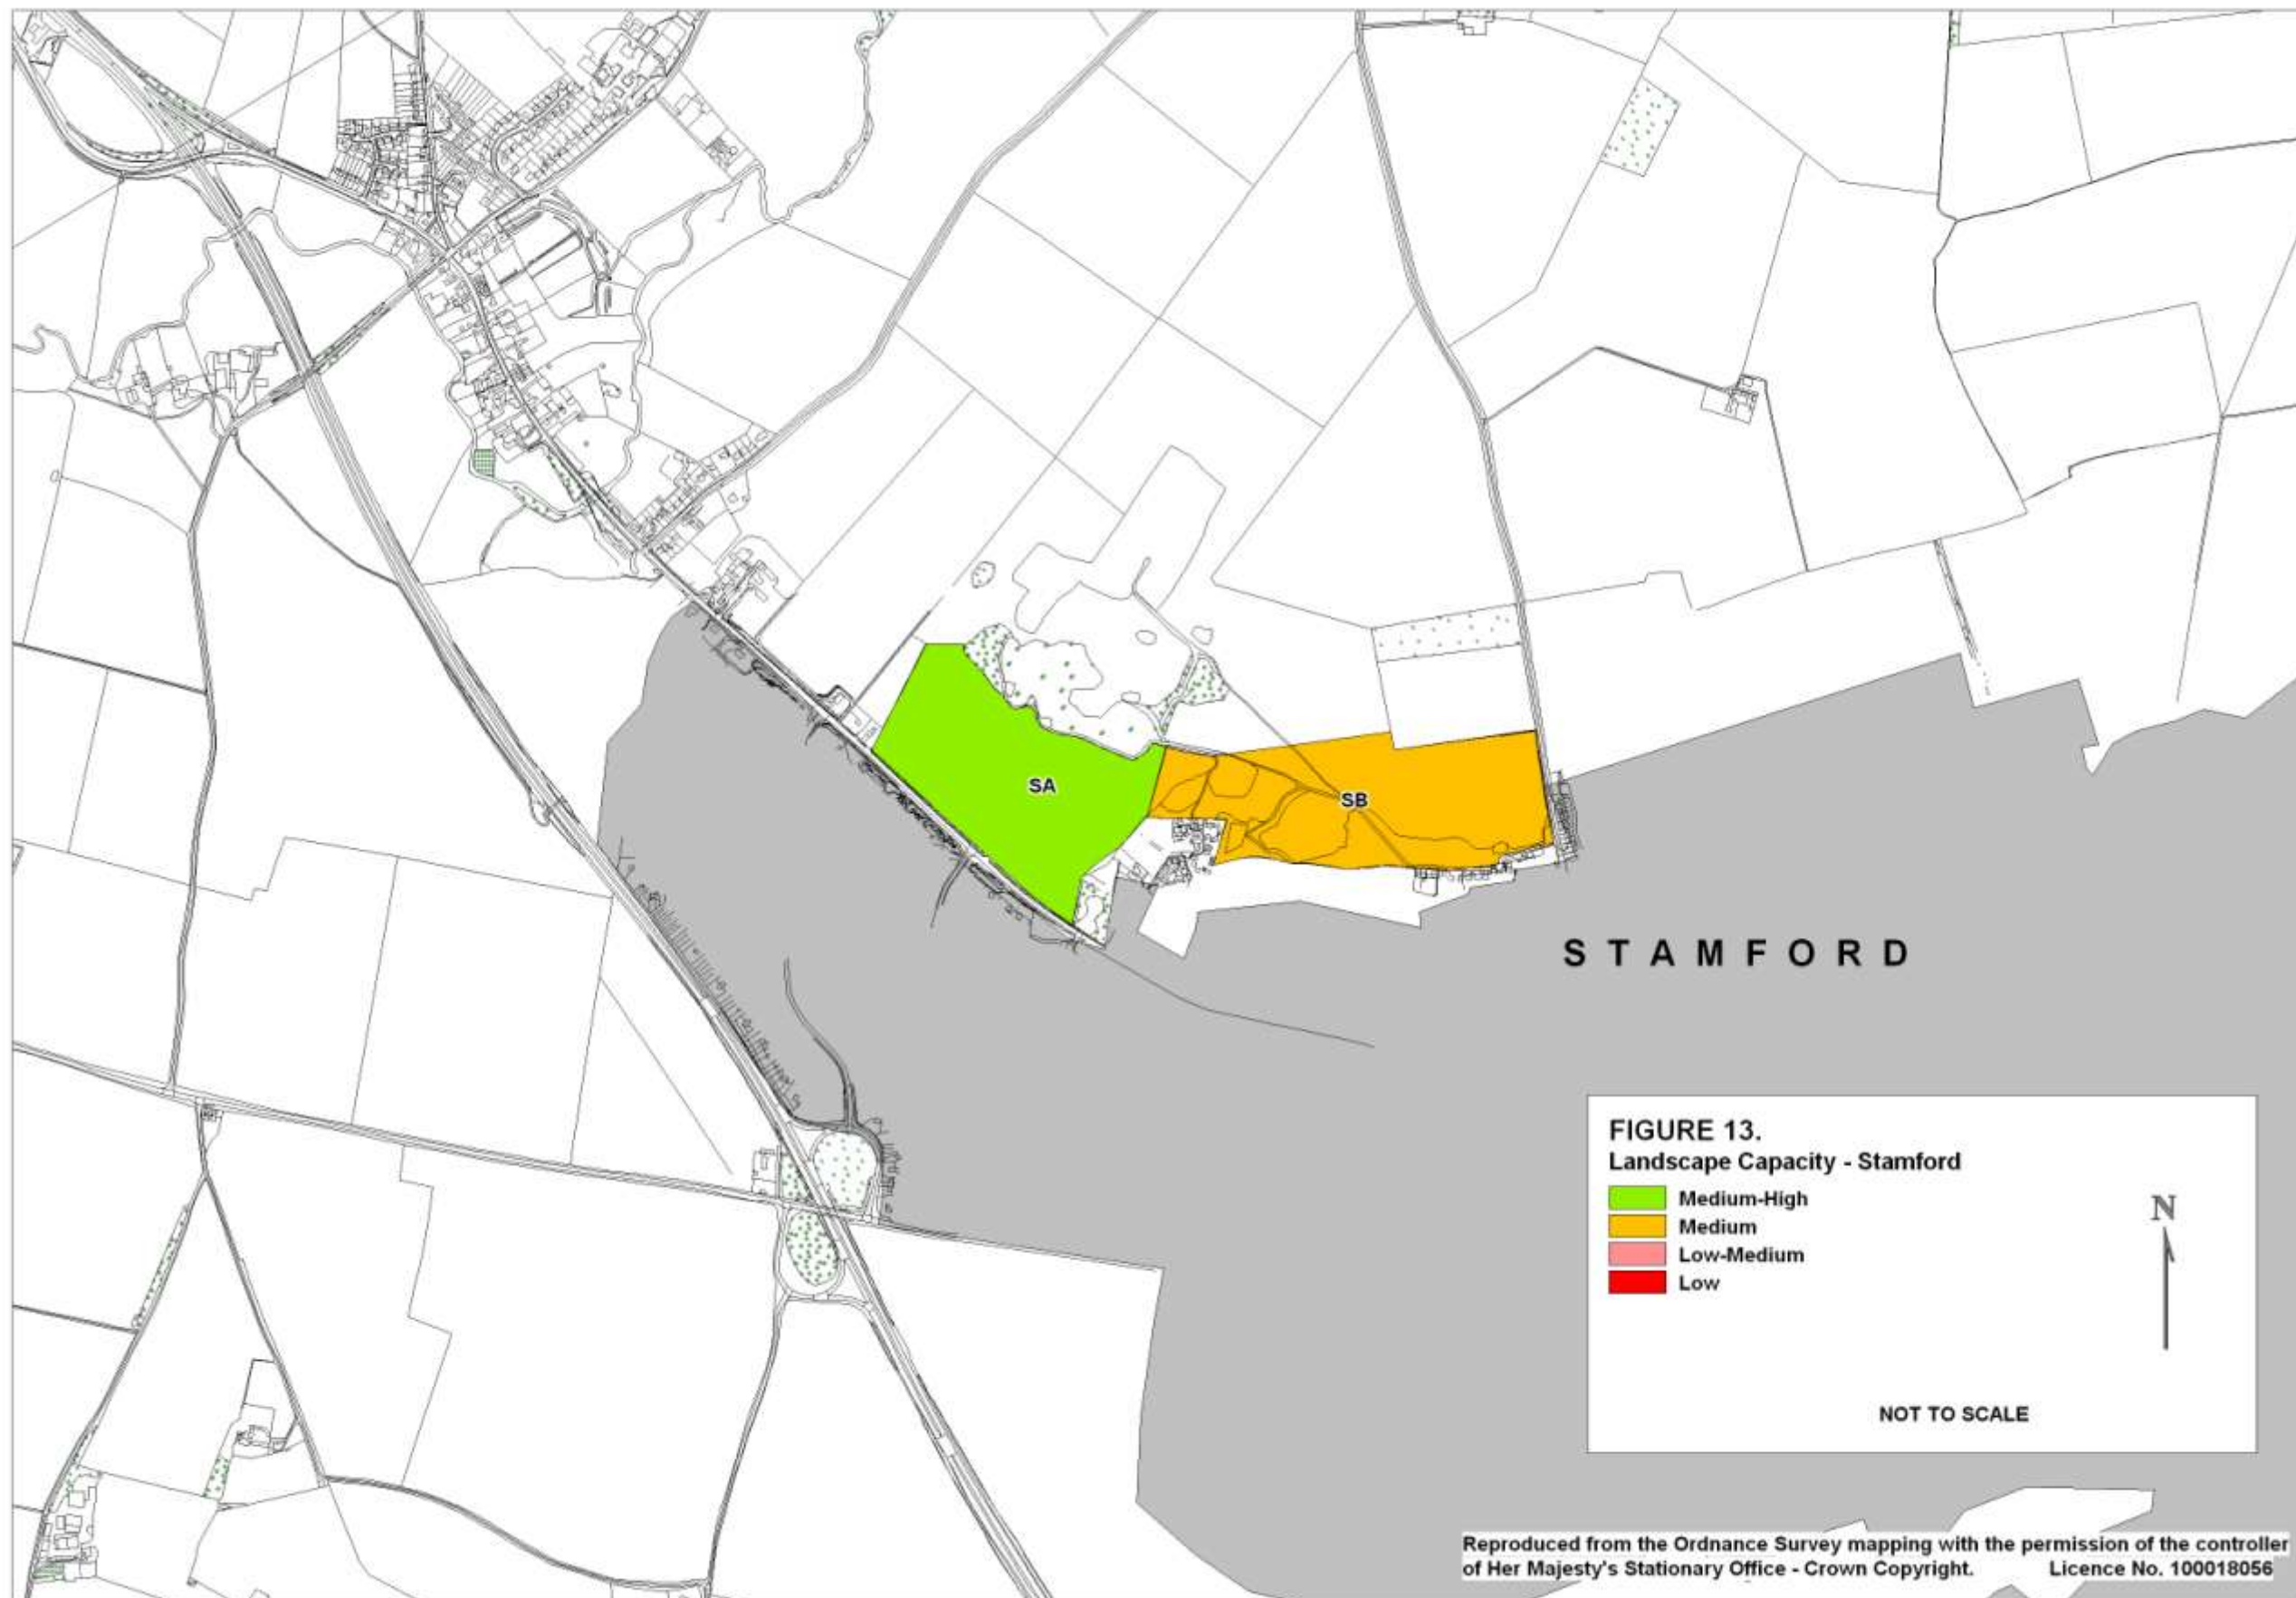 SA
SB
S T A M F O R D
FIGURE 13.
Landscape Capacity - Stamford
Medium-High
Medium
Low-Medium
Low
N
NOT TO SCALE
Reproduced from the Ordnance Survey mapping with the permission of the controller
of Her Majesty's Stationary Office - Crown Copyright. Licence No. 100018056